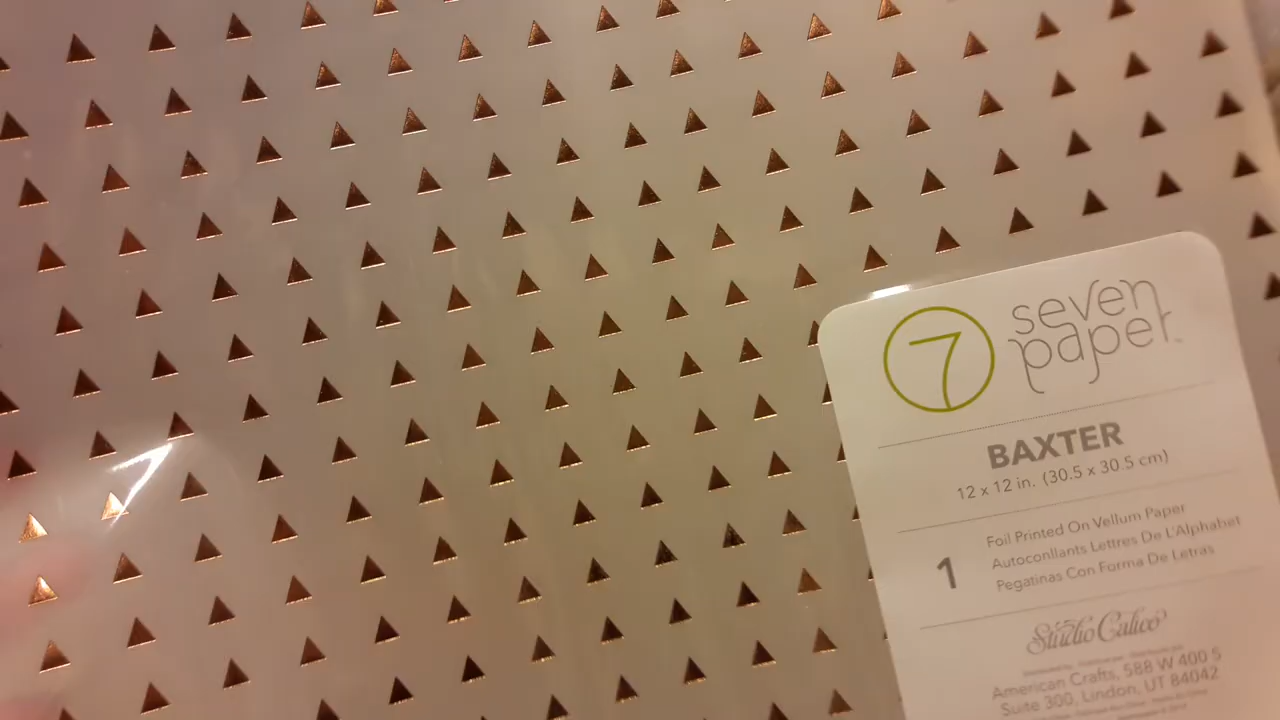 7
seven
paper
BAXTER
12 x 12 in. (30.5 x 30.5 cm)
1
Foil Printed On Vellum Paper
Autoconllants Lettres De L'Alphabet
Pegatinas Con Forma De Letras
Studio Calico
American Crafts, 588 W 400 S
Suite 300, Lindon, UT 84042